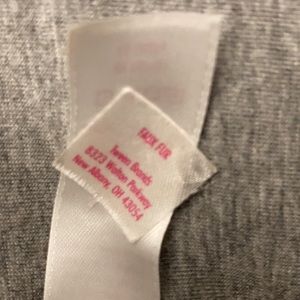 FAUX FUR
Tween Brands
8323 Walton Parkway
New Albany, OH 43054